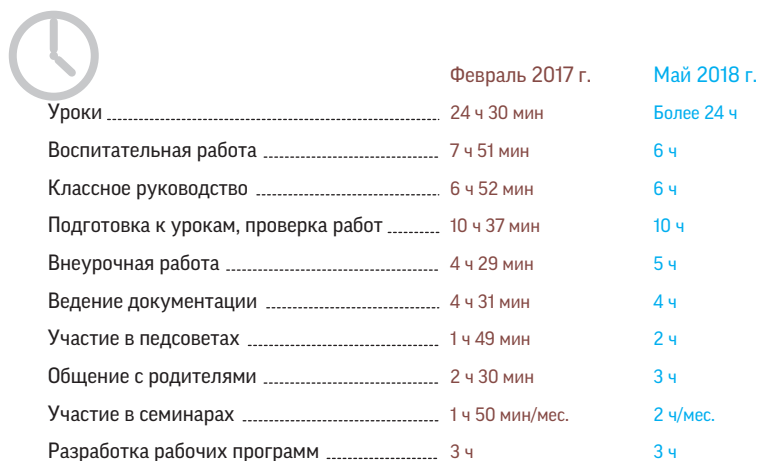 Февраль 2017 г. Май 2018 г.
Уроки 24 ч 30 мин Более 24 ч
Воспитательная работа 7 ч 51 мин 6 ч
Классное руководство 6 ч 52 мин 6 ч
Подготовка к урокам, проверка работ 10 ч 37 мин 10 ч
Внеурочная работа 4 ч 29 мин 5 ч
Ведение документации 4 ч 31 мин 4 ч
Участие в педсоветах 1 ч 49 мин 2 ч
Общение с родителями 2 ч 30 мин 3 ч
Участие в семинарах 1 ч 50 мин/мес. 2 ч/мес.
Разработка рабочих программ 3 ч 3 ч